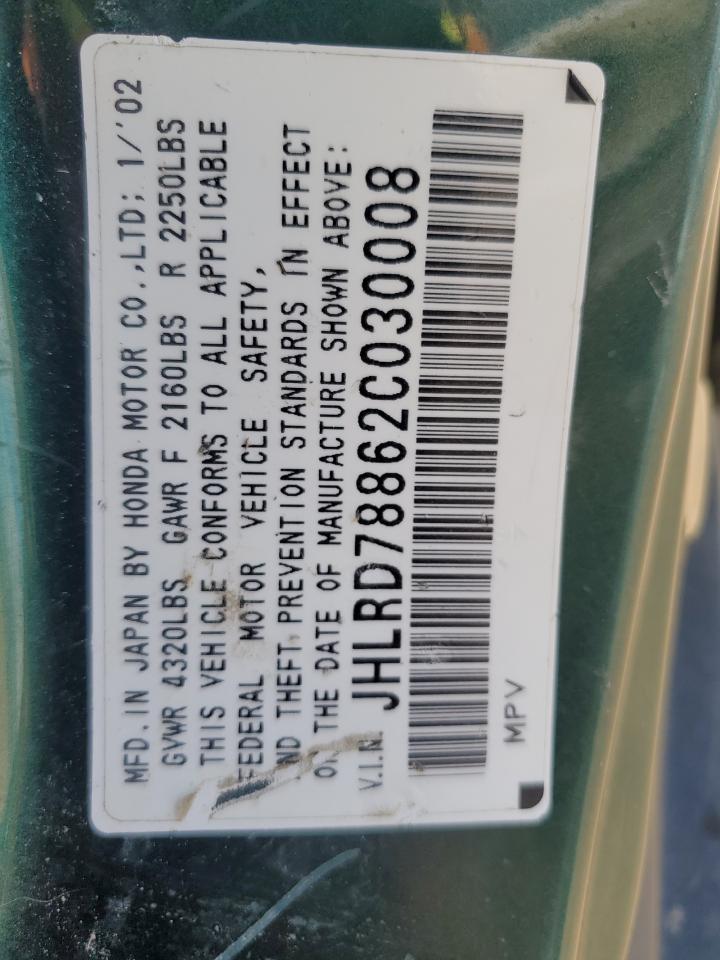 MFD. IN JAPAN BY HONDA MOTOR CO.,LTD; 1/'02
GVWR 4320LBS GAWR F 2160LBS R 2250LBS
THIS VEHICLE CONFORMS TO ALL APPLICABLE
FEDERAL MOTOR VEHICLE SAFETY,
AND THEFT PREVENTION STANDARDS IN EFFECT
ON THE DATE OF MANUFACTURE SHOWN ABOVE:
V.I.N. JHLRD78862C030008
MPV